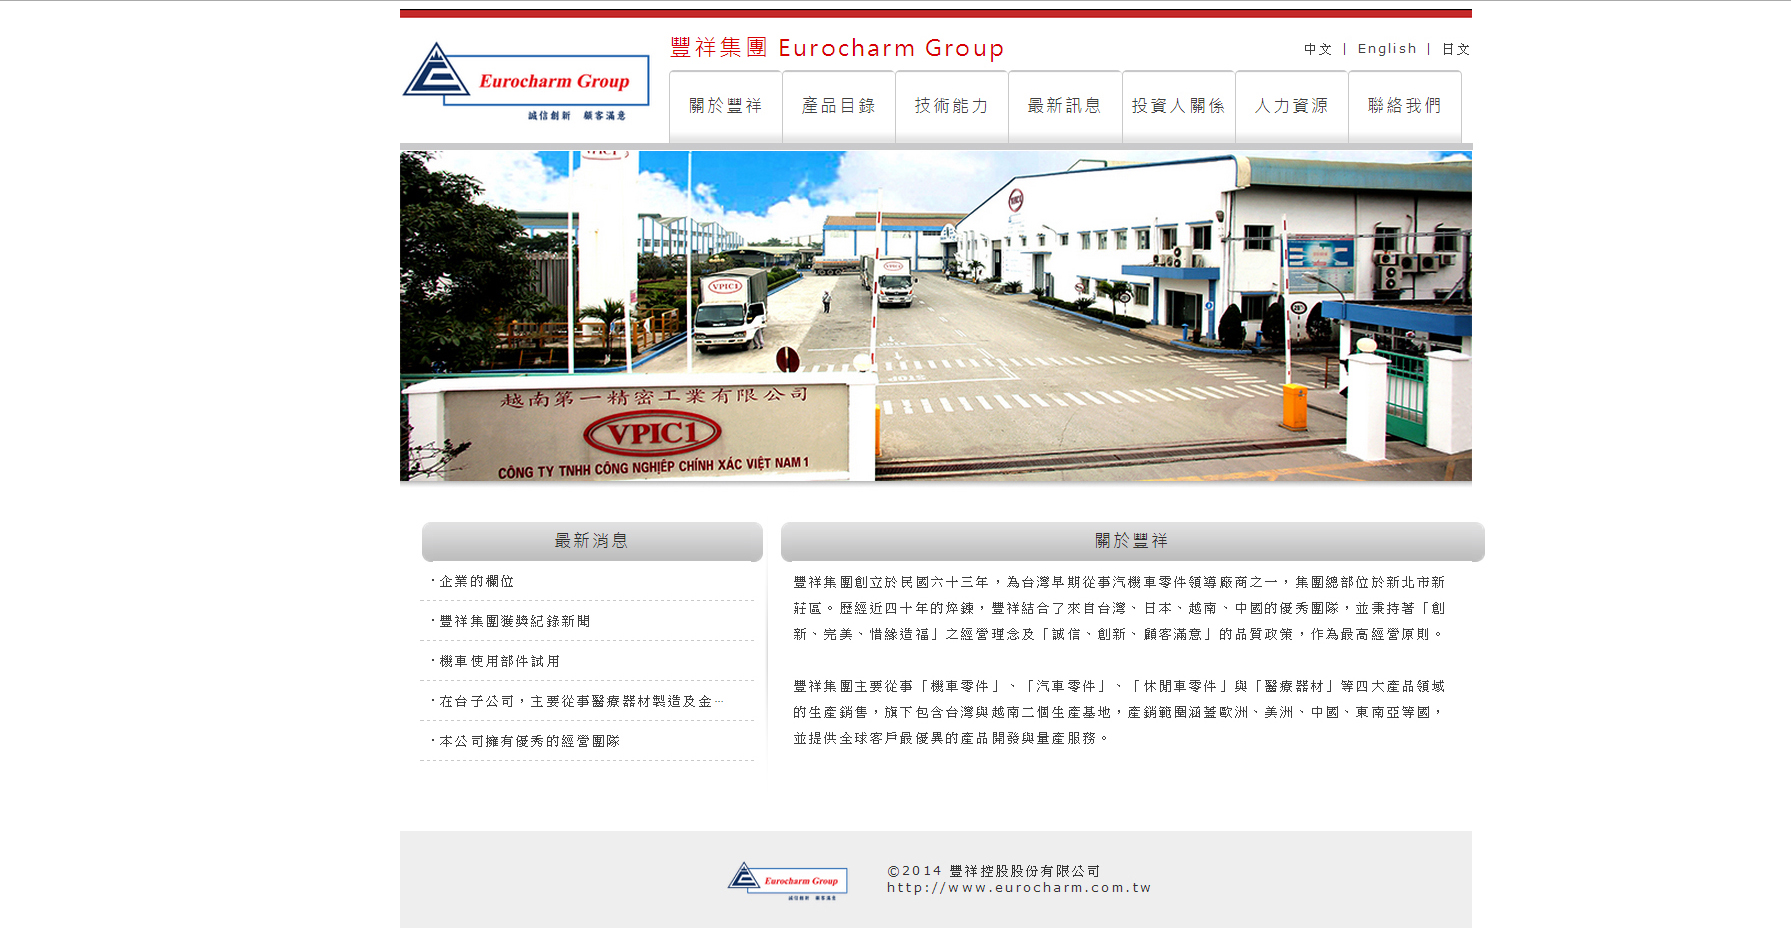 豐祥集團 Eurocharm Group
中文 | English | 日文
Eurocharm Group
誠信創新 顧客滿意
關於豐祥
產品目錄
技術能力
最新訊息
投資人關係
人力資源
聯絡我們
VPIC1
VPIC1
VPIC1
STOP
越南第一精密工業有限公司
VPIC1
CÔNG TY TNHH CÔNG NGHIỆP CHÍNH XÁC VIỆT NAM 1
最新消息
‧企業的欄位
‧豐祥集團獲獎紀錄新聞
‧機車使用部件試用
‧在台子公司，主要從事醫療器材製造及金…
‧本公司擁有優秀的經營團隊
關於豐祥
豐祥集團創立於民國六十三年，為台灣早期從事汽機車零件領導廠商之一，集團總部位於新北市新
莊區。歷經近四十年的焠鍊，豐祥結合了來自台灣、日本、越南、中國的優秀團隊，並秉持著「創
新、完美、惜緣造福」之經營理念及「誠信、創新、顧客滿意」的品質政策，作為最高經營原則。
豐祥集團主要從事「機車零件」、「汽車零件」、「休閒車零件」與「醫療器材」等四大產品領域
的生產銷售，旗下包含台灣與越南二個生產基地，產銷範圍涵蓋歐洲、美洲、中國、東南亞等國，
並提供全球客戶最優異的產品開發與量產服務。
Eurocharm Group
誠信創新 顧客滿意
©2014 豐祥控股股份有限公司
http://www.eurocharm.com.tw